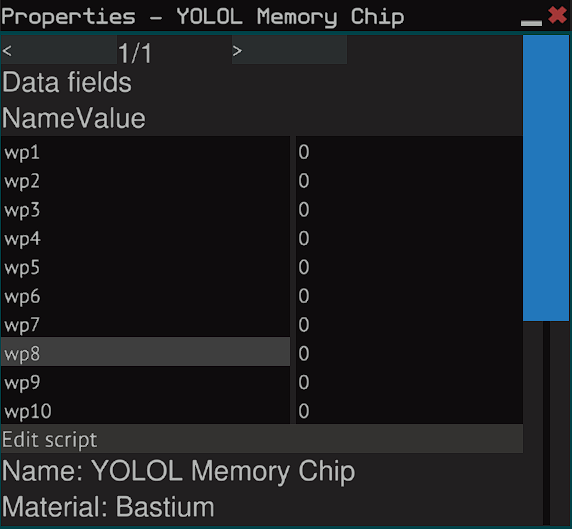 Properties - YOLOL Memory Chip
< 1/1 >
Data fields
NameValue
wp1 0
wp2 0
wp3 0
wp4 0
wp5 0
wp6 0
wp7 0
wp8 0
wp9 0
wp10 0
Edit script
Name: YOLOL Memory Chip
Material: Bastium